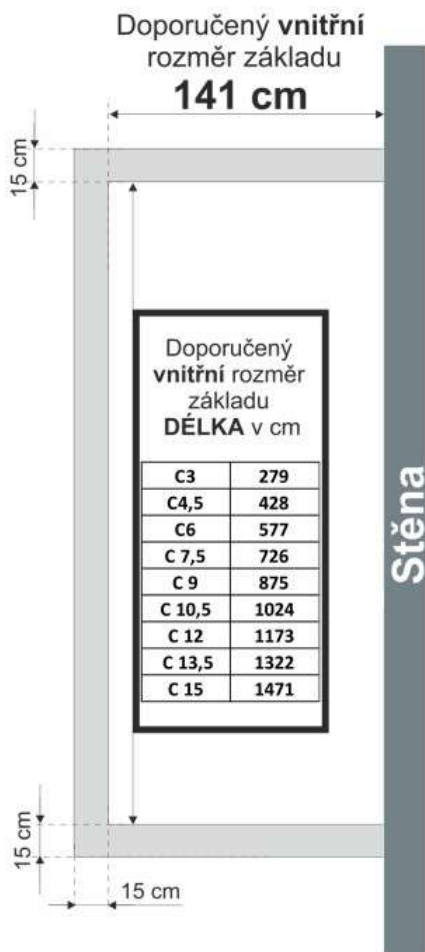 Doporučený vnitřní
rozměr základu
141 cm
15 cm
Doporučený
vnitřní rozměr
základu
DÉLKA v cm
C3 279
C4,5 428
C6 577
C 7,5 726
C 9 875
C 10,5 1024
C 12 1173
C 13,5 1322
C 15 1471
Stěna
15 cm
15 cm